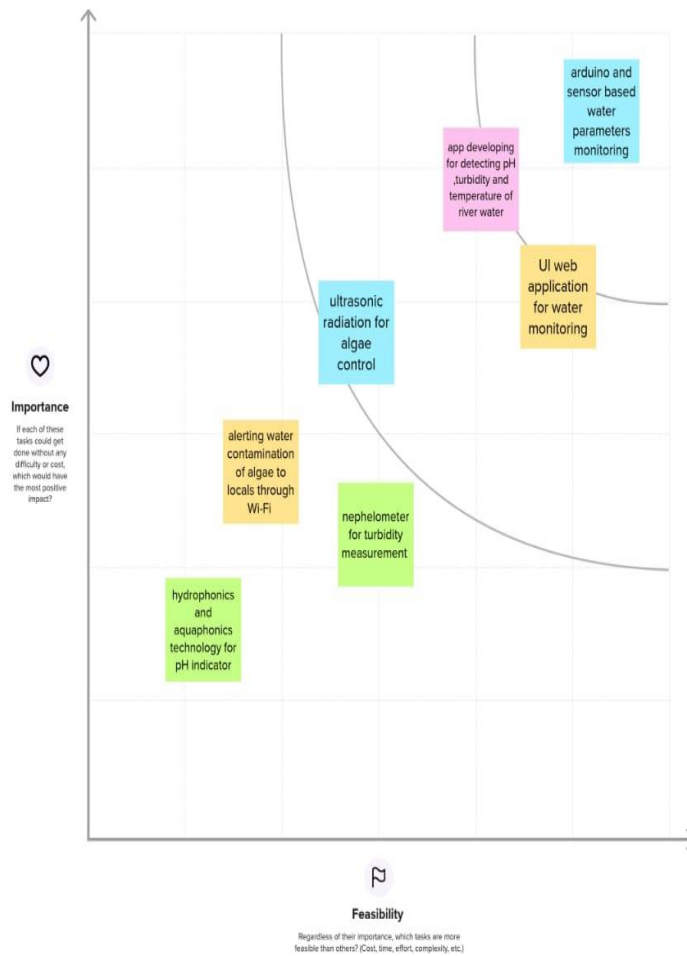 arduino and
sensor based
water
parameters
monitoring
app developing
for detecting pH
,turbidity and
temperature of
river water
UI web
application
for water
monitoring
ultrasonic
radiation for
algae
control
Importance
If each of these
tasks could get
done without any
difficulty or cost,
which would have
the most positive
impact?
alerting water
contamination
of algae to
locals through
Wi-Fi
nephelometer
for turbidity
measurement
hydrophonics
and
aquaphonics
technology for
pH indicator
Feasibility
Regardless of their importance, which tasks are more
feasible than others? (Cost, time, effort, complexity, etc.)